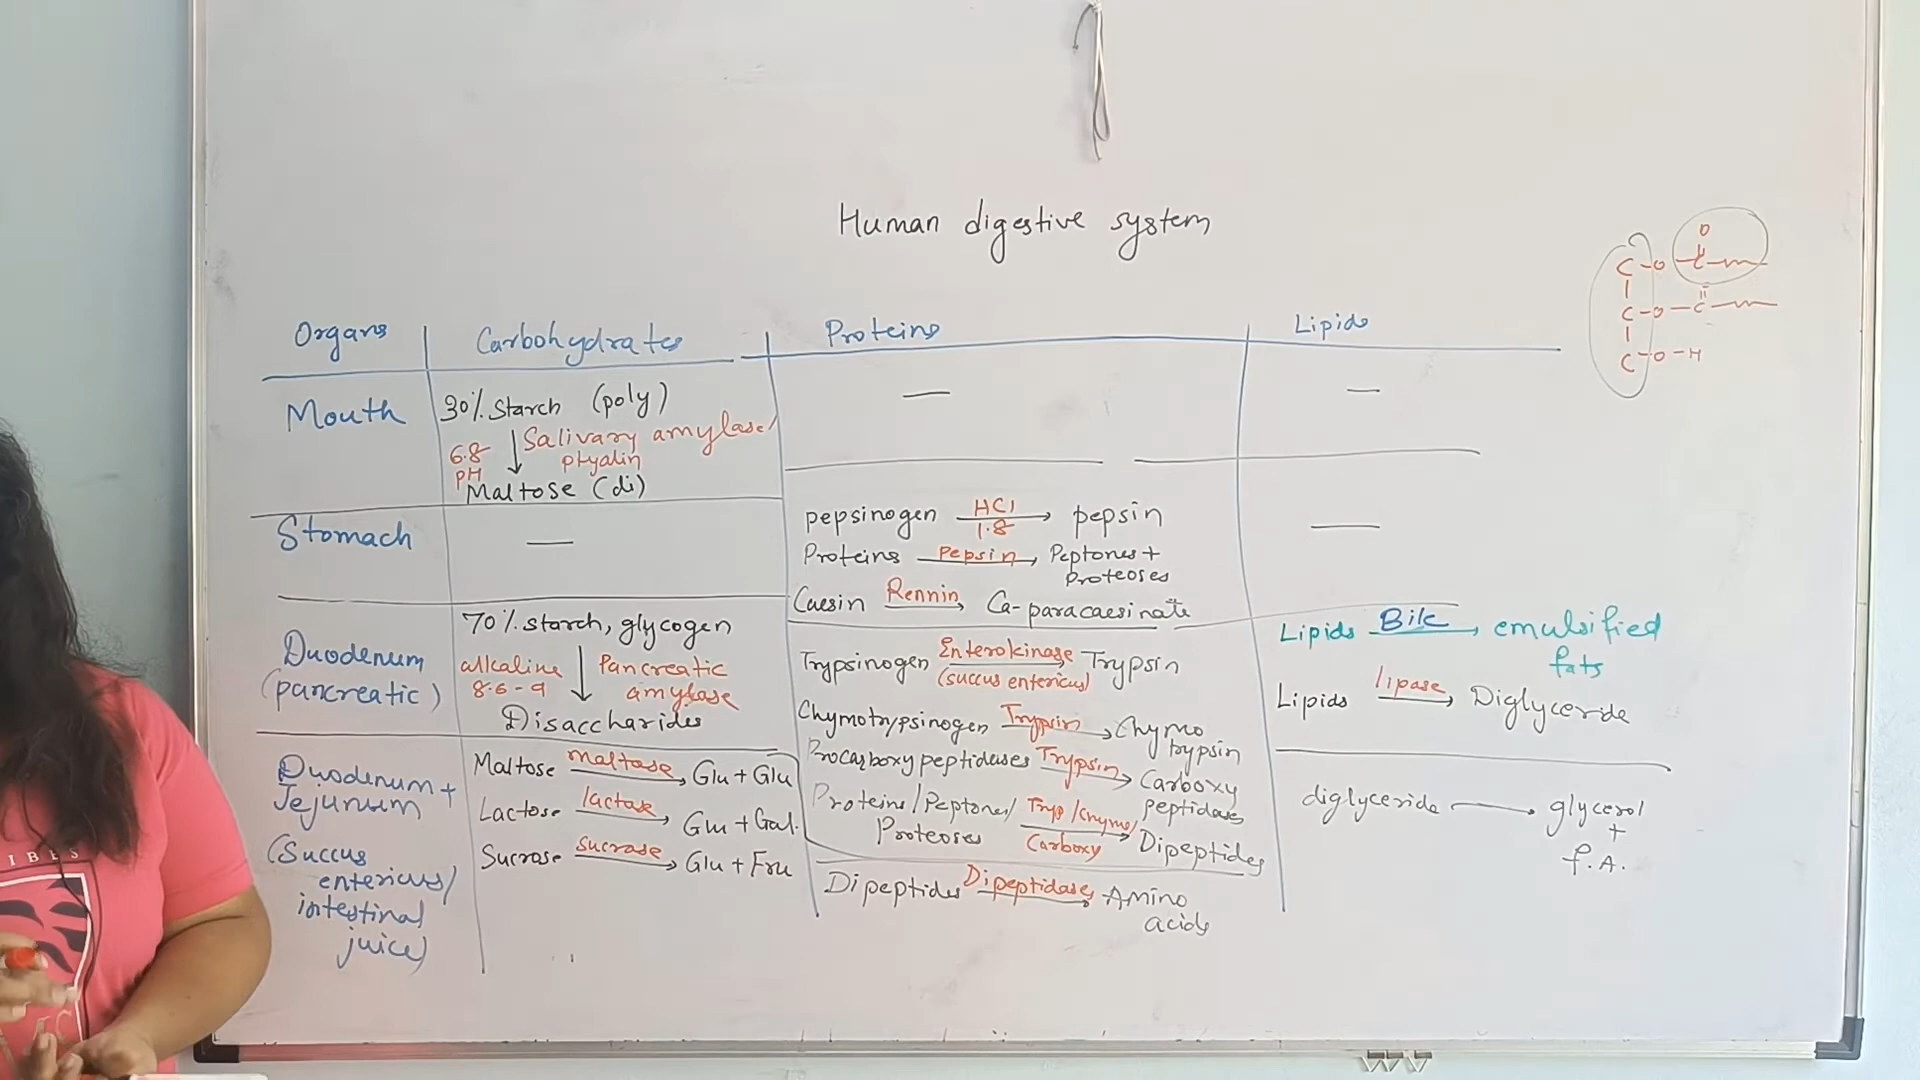 Human digestive system
O
C-O-C
C-O-C
C-O-H
Organs Carbohydrates Proteins Lipids
Mouth
30% Starch (poly)
6.8 pH
Salivary amylase/
ptyalin
Maltose (di)
—
—
Stomach
—
pepsinogen HCl 1.8 → pepsin
Proteins Pepsin → Peptones +
Proteoses
Caesin Rennin → Ca-paracaesinate
—
Duodenum
(pancreatic)
70% starch, glycogen
alkaline
8.6-9
Pancreatic
amylase
Disaccharides
Trypsinogen Enterokinase → Trypsin
(succus entericus)
Chymotrypsinogen Trypsin → Chymo
trypsin
Procarboxy peptidases Trypsin → Carboxy
peptidases
Proteins/Peptones/ Tryp/Chymo/
Proteoses Carboxy → Dipeptides
Lipids Bile → emulsified
fats
Lipids lipase → Diglyceride
Duodenum +
Jejunum
(Succus
entericus/
intestinal
juice)
Maltose maltase → Glu + Glu
Lactose lactase → Glu + Gal.
Sucrose sucrase → Glu + Fru
Dipeptides Dipeptidases → Amino
acids
diglyceride → glycerol
+
f.A.
IBES